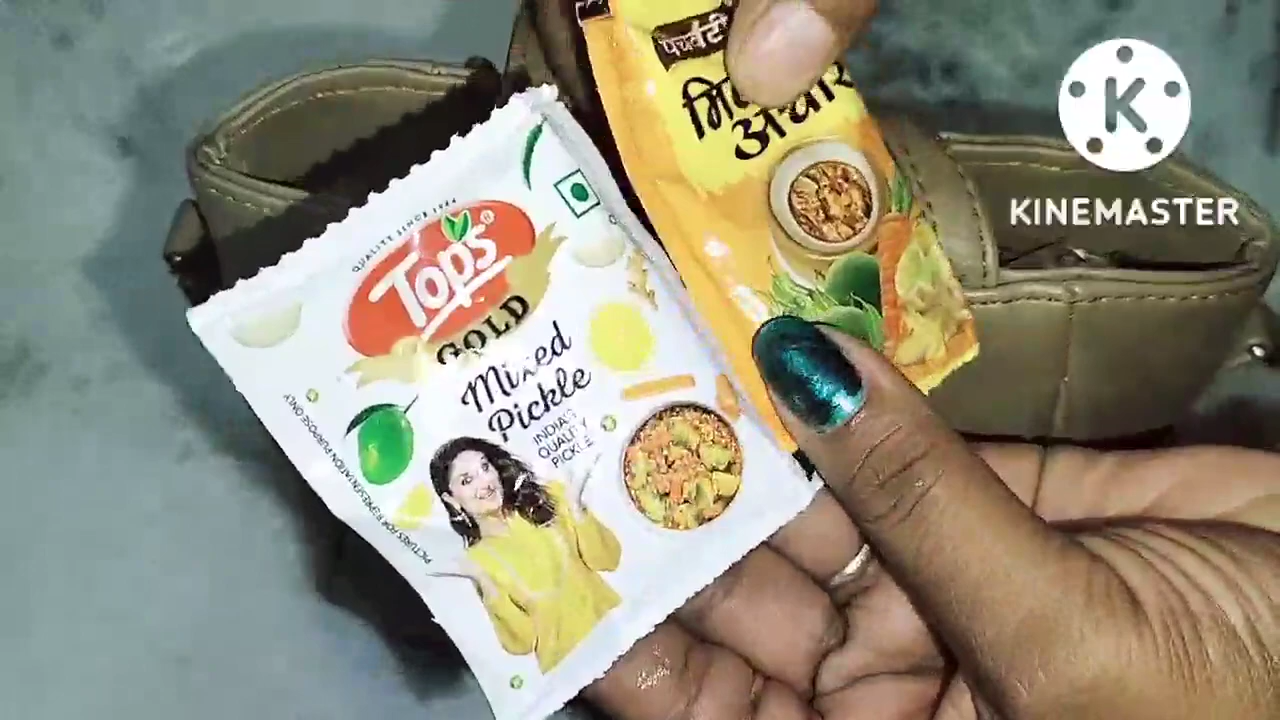 QUALITY SINCE 1984
Tops®
GOLD
Mixed
Pickle
INDIA'S
QUALITY
PICKLE
PICTURES FOR REPRESENTATION PURPOSE ONLY
अचार
K
KINEMASTER